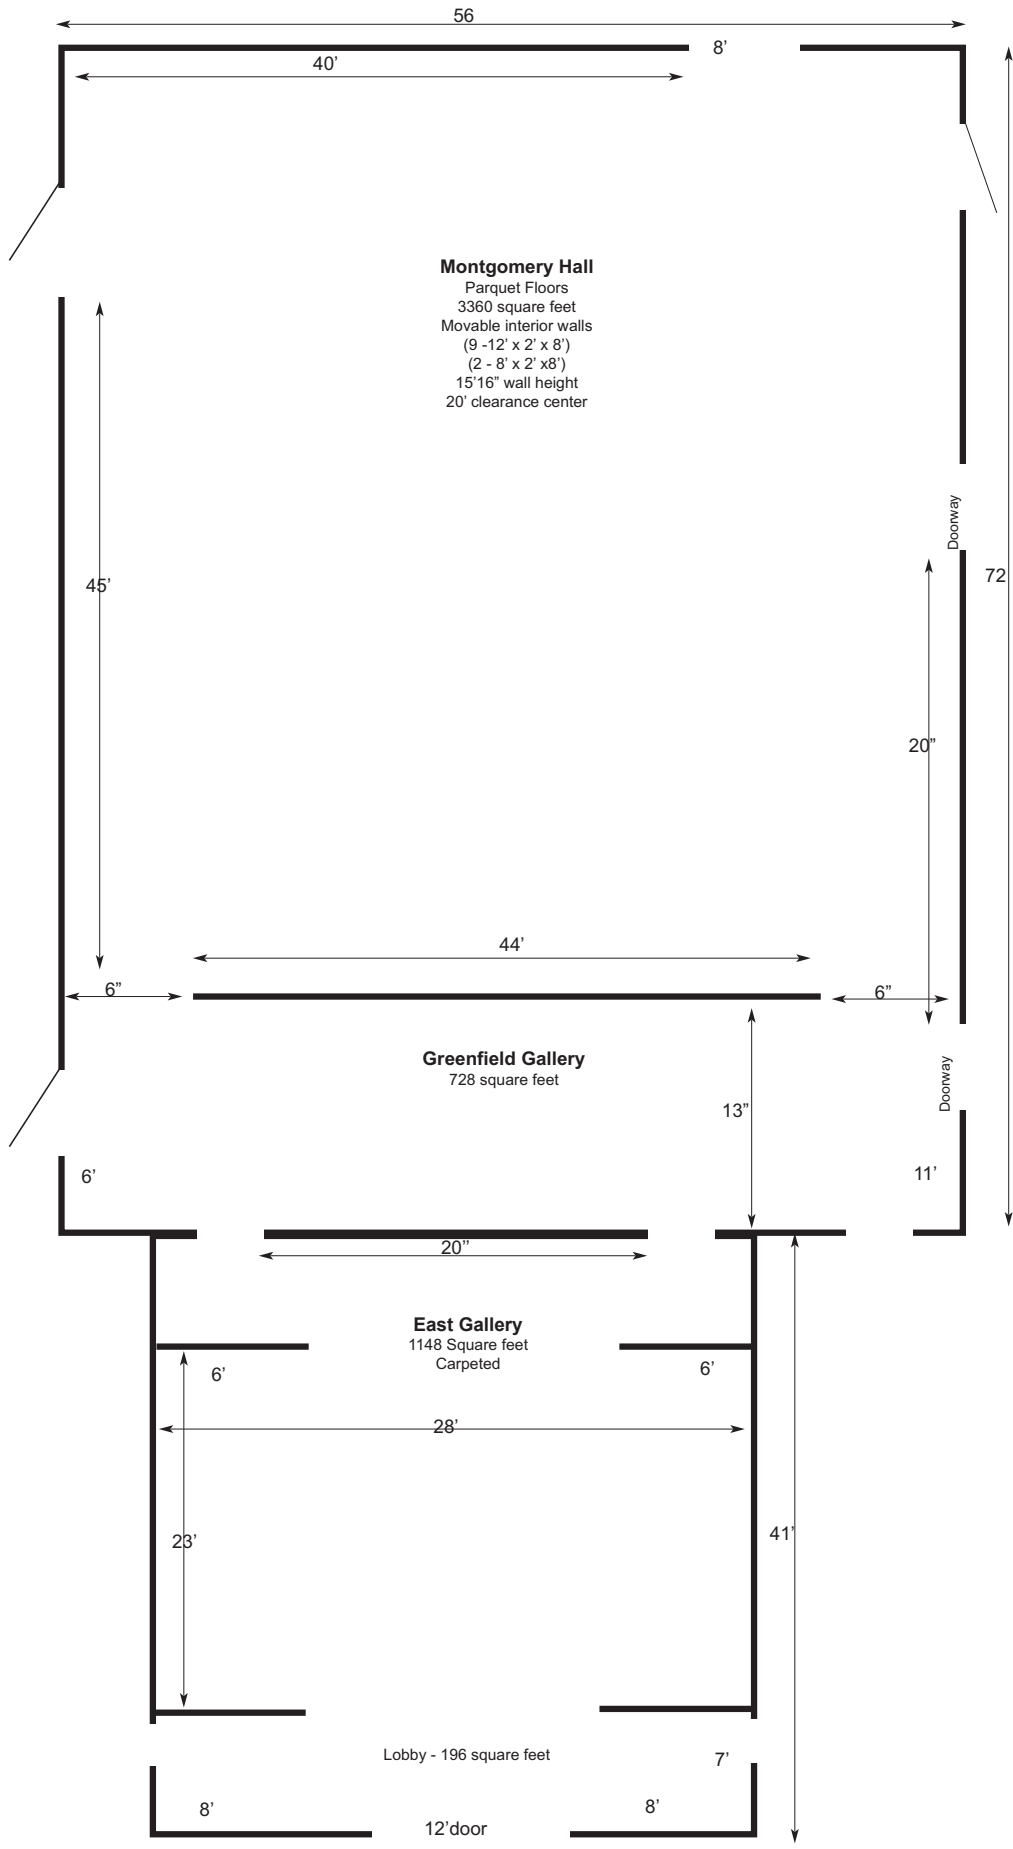 56
8’
40’
Montgomery Hall
Parquet Floors
3360 square feet
Movable interior walls
(9 -12’ x 2’ x 8’)
(2 - 8’ x 2’ x8’)
15’16” wall height
20’ clearance center
Doorway
45’
72
20”
44’
6”
6”
Greenfield Gallery
728 square feet
13”
Doorway
6’
11’
20’’
East Gallery
1148 Square feet
Carpeted
6’
6’
28’
23’
41’
Lobby - 196 square feet
7’
8’
8’
12’door